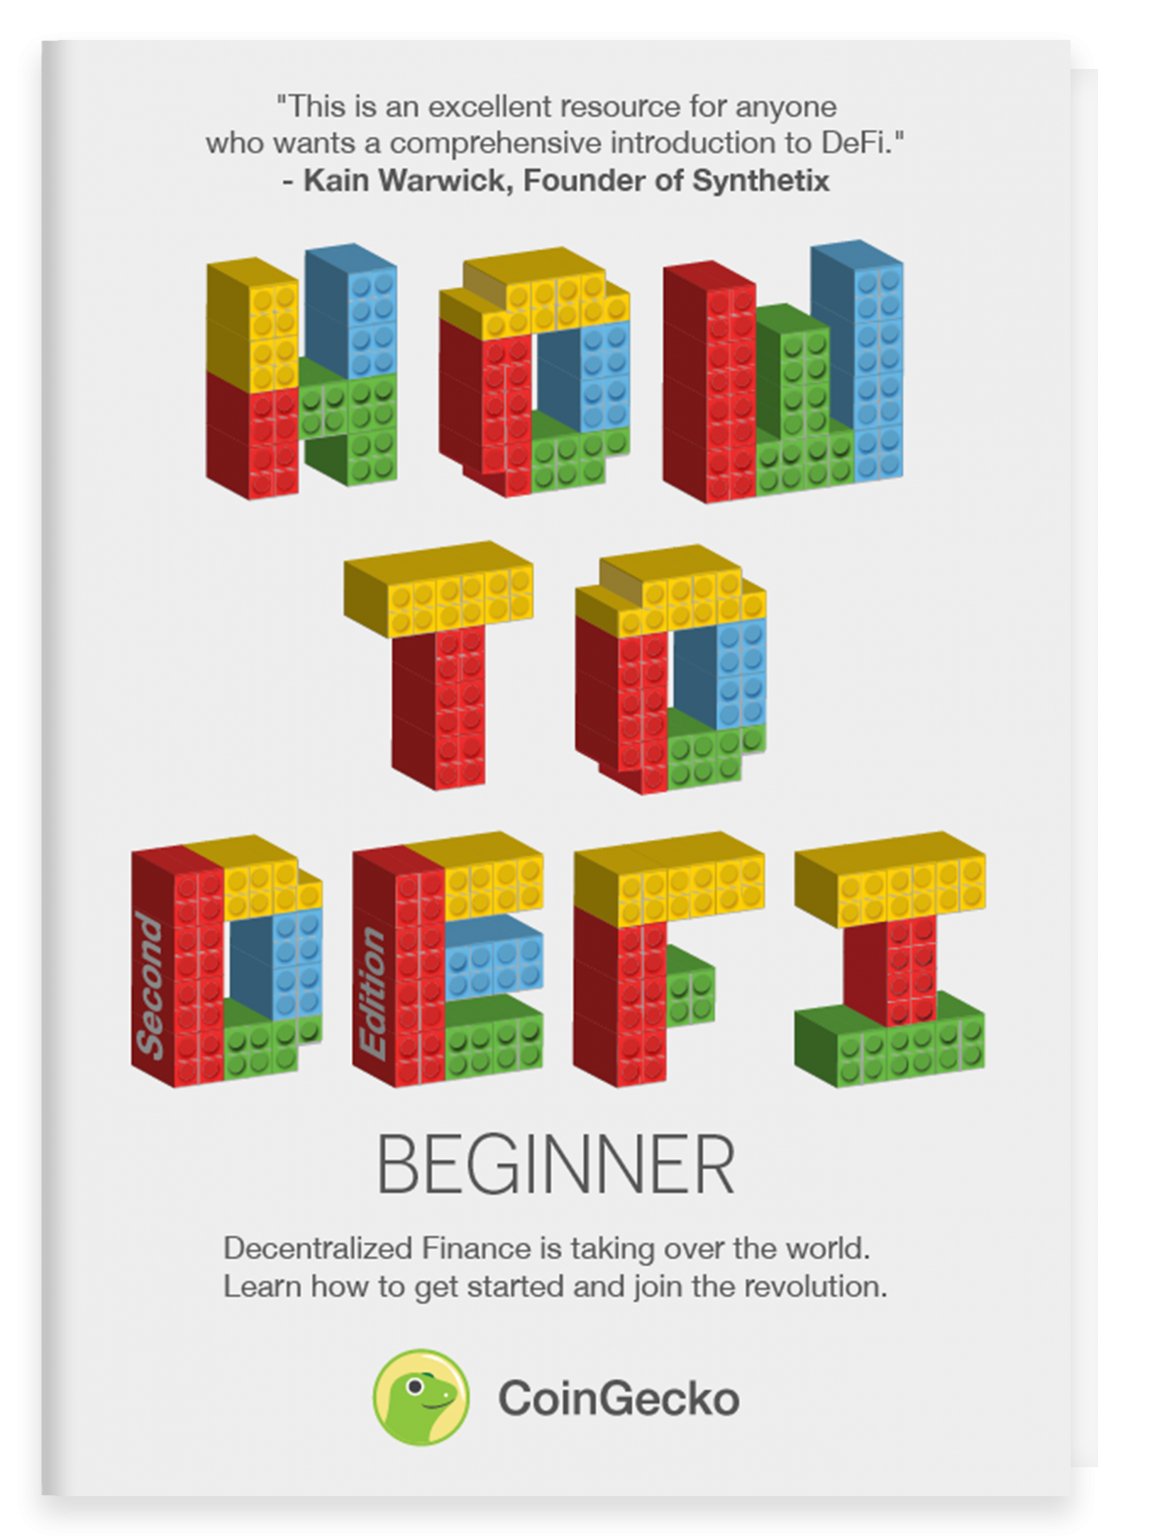 "This is an excellent resource for anyone
who wants a comprehensive introduction to DeFi."
- Kain Warwick, Founder of Synthetix
HOW
TO
DEFI
Second
Edition
BEGINNER
Decentralized Finance is taking over the world.
Learn how to get started and join the revolution.
CoinGecko